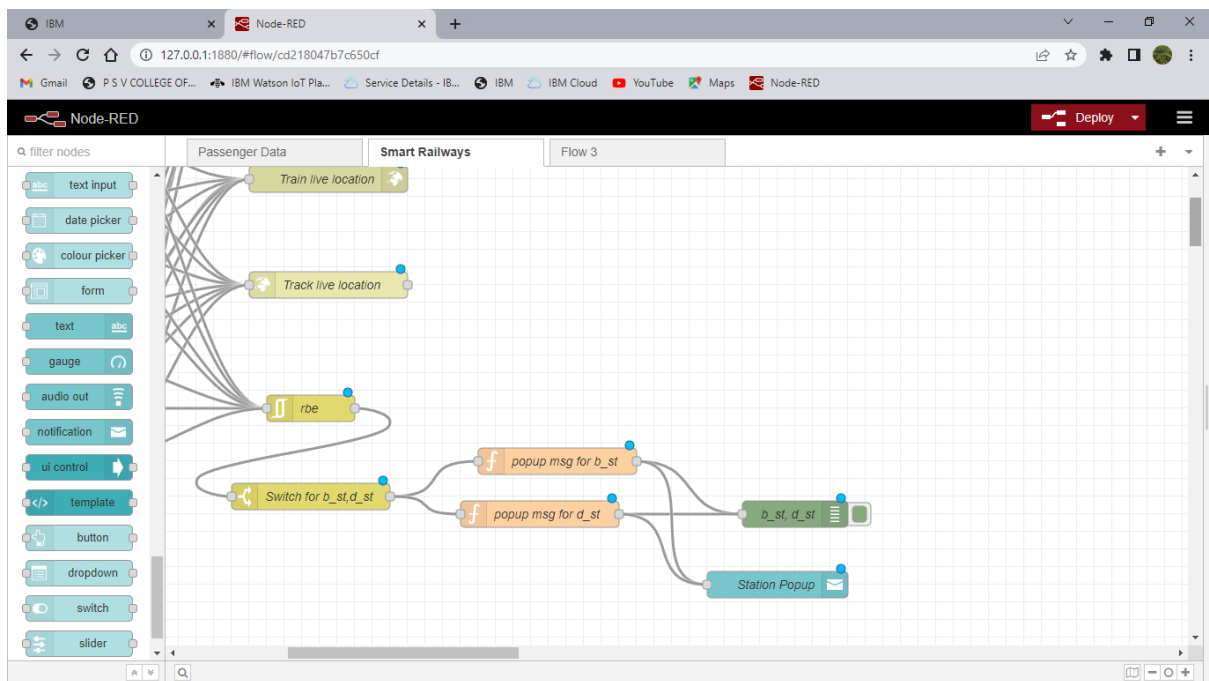 IBM
Node-RED
127.0.0.1:1880/#flow/cd218047b7c650cf
Gmail P S V COLLEGE OF... IBM Watson IoT Pla... Service Details - IB... IBM IBM Cloud YouTube Maps Node-RED
Node-RED Deploy
filter nodes Passenger Data Smart Railways Flow 3
abc text input
date picker
colour picker
form
text abc
gauge
audio out
notification
ui control
</> template
button
dropdown
switch
slider
Train live location
Track live location
rbe
Switch for b_st,d_st
popup msg for b_st
popup msg for d_st
b_st, d_st
Station Popup